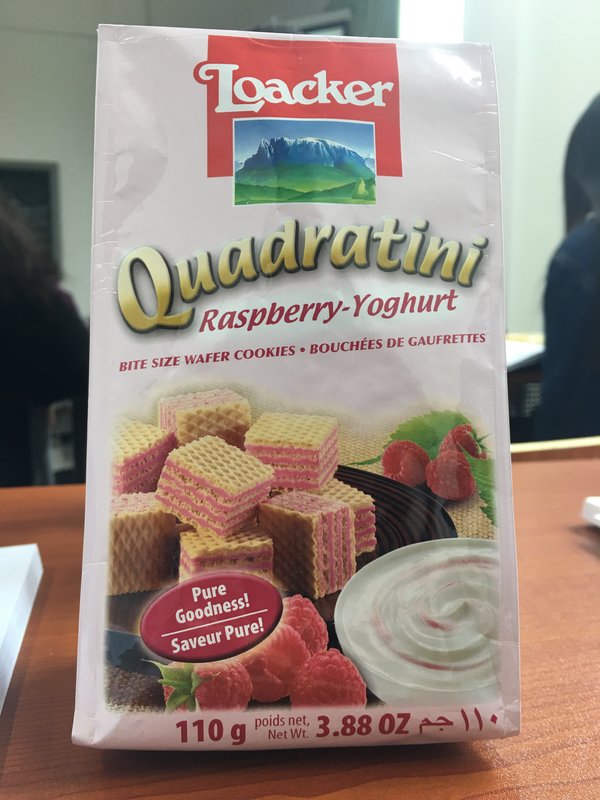 Loacker
Quadratini
Raspberry-Yoghurt
BITE SIZE WAFER COOKIES • BOUCHÉES DE GAUFRETTES
Pure
Goodness!
Saveur Pure!
110 g poids net, Net Wt. 3.88 OZ ١١٠ جم